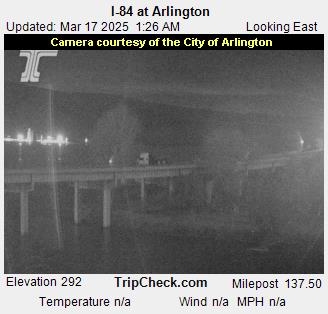 I-84 at Arlington
Updated: Mar 17 2025 1:26 AM Looking East
Camera courtesy of the City of Arlington
Elevation 292 TripCheck.com Milepost 137.50
Temperature n/a Wind n/a MPH n/a